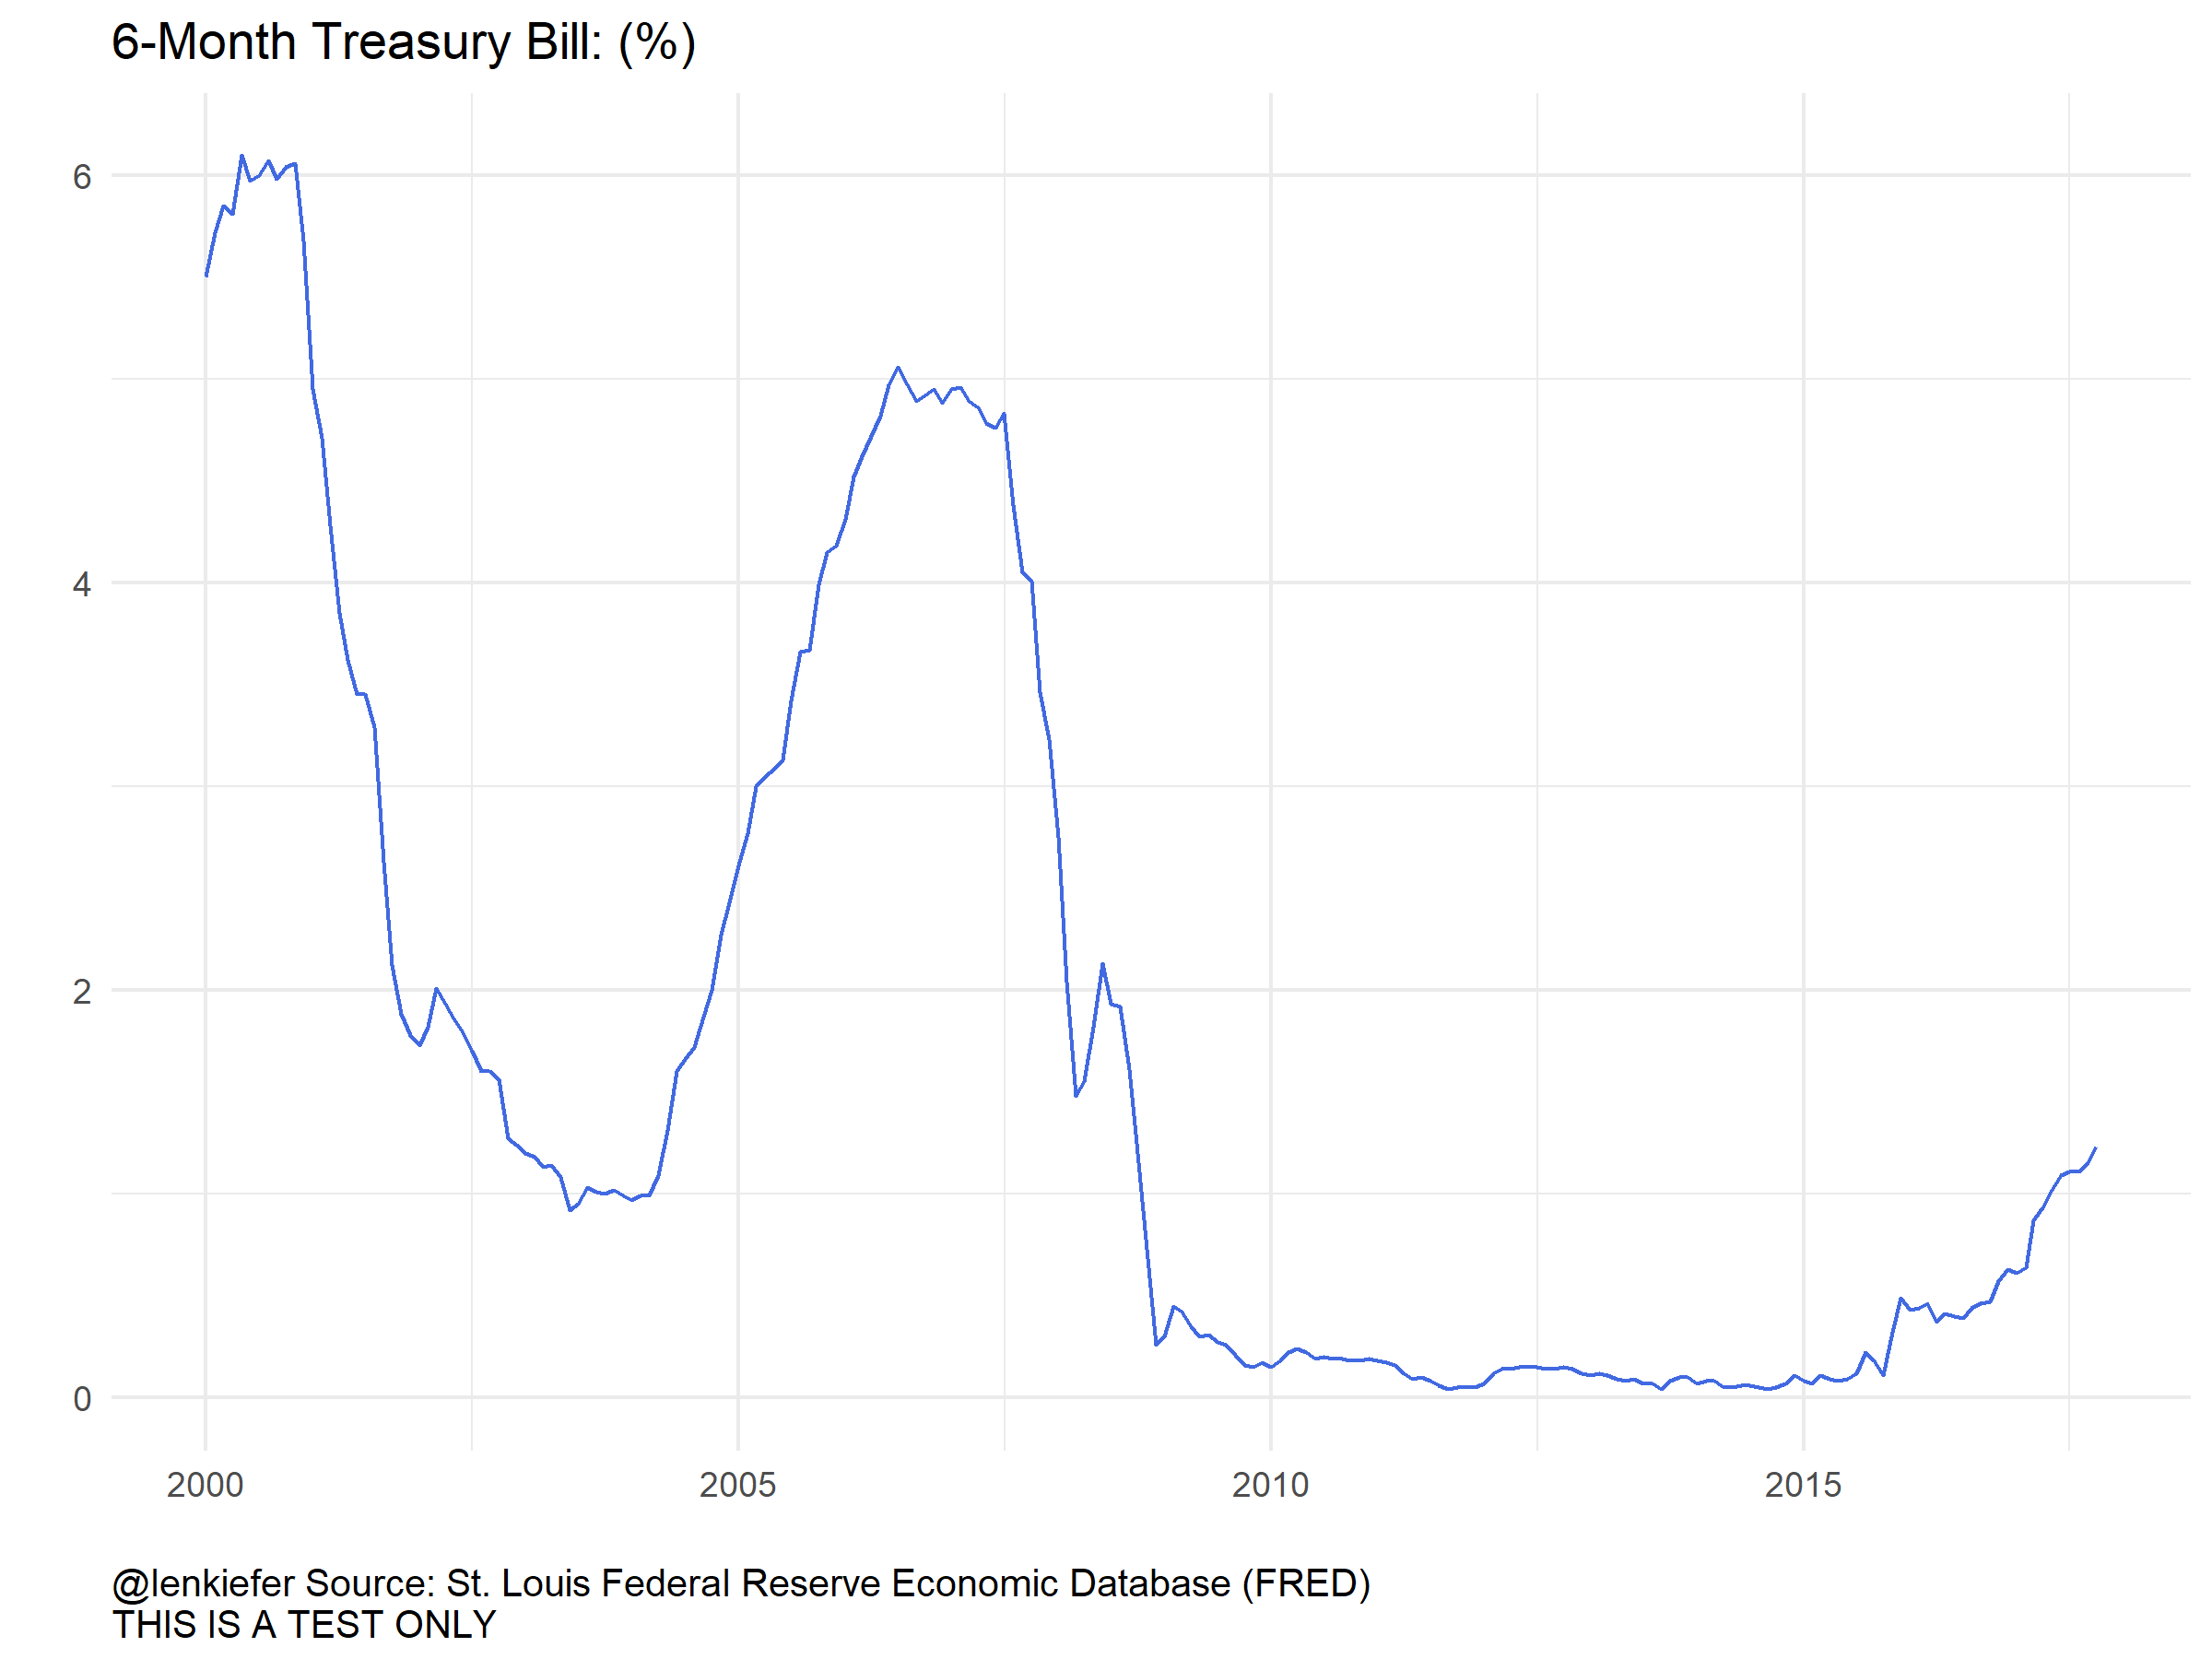 6-Month Treasury Bill: (%)
6
4
2
0
2000 2005 2010 2015
@lenkiefer Source: St. Louis Federal Reserve Economic Database (FRED)
THIS IS A TEST ONLY